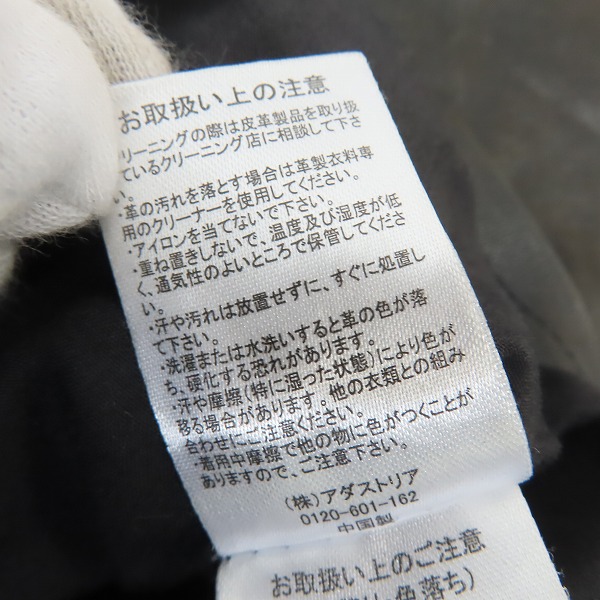 お取扱い上の注意
リーニングの際は皮革製品を取り扱
ているクリーニング店に相談して下さ
い。
・革の汚れを落とす場合は革製衣料専
用のクリーナーを使用してください。
・アイロンを当てないで下さい。
・重ね置きしないで、温度及び湿度が低
く、通気性のよいところで保管してくださ
い。
・汗や汚れは放置せずに、すぐに処置し
て下さい。
・洗濯または水洗いすると革の色が落
ち、硬化する恐れがあります。
・汗や摩擦(特に湿った状態)により色が
移る場合があります。他の衣類との組み
合わせにご注意ください。
・着用中摩擦で他の物に色がつくことが
ありますので、ご注意下さい。
(株)アダストリア
0120-601-162
中国製
お取扱い上のご注意
色落ち)